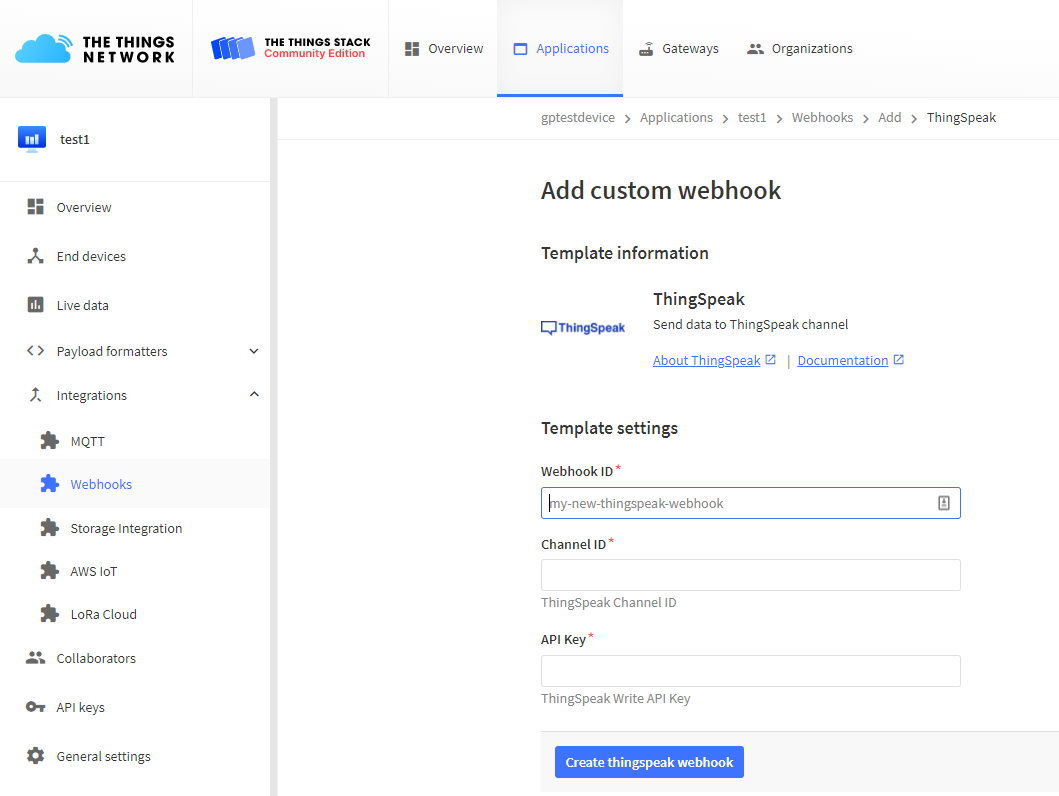 THE THINGS NETWORK
THE THINGS STACK
Community Edition
Overview
Applications
Gateways
Organizations
test1
Overview
End devices
Live data
Payload formatters
Integrations
MQTT
Webhooks
Storage Integration
AWS IoT
LoRa Cloud
Collaborators
API keys
General settings
gptestdevice > Applications > test1 > Webhooks > Add > ThingSpeak
Add custom webhook
Template information
ThingSpeak
ThingSpeak
Send data to ThingSpeak channel
About ThingSpeak | Documentation
Template settings
Webhook ID*
my-new-thingspeak-webhook
Channel ID*
ThingSpeak Channel ID
API Key*
ThingSpeak Write API Key
Create thingspeak webhook